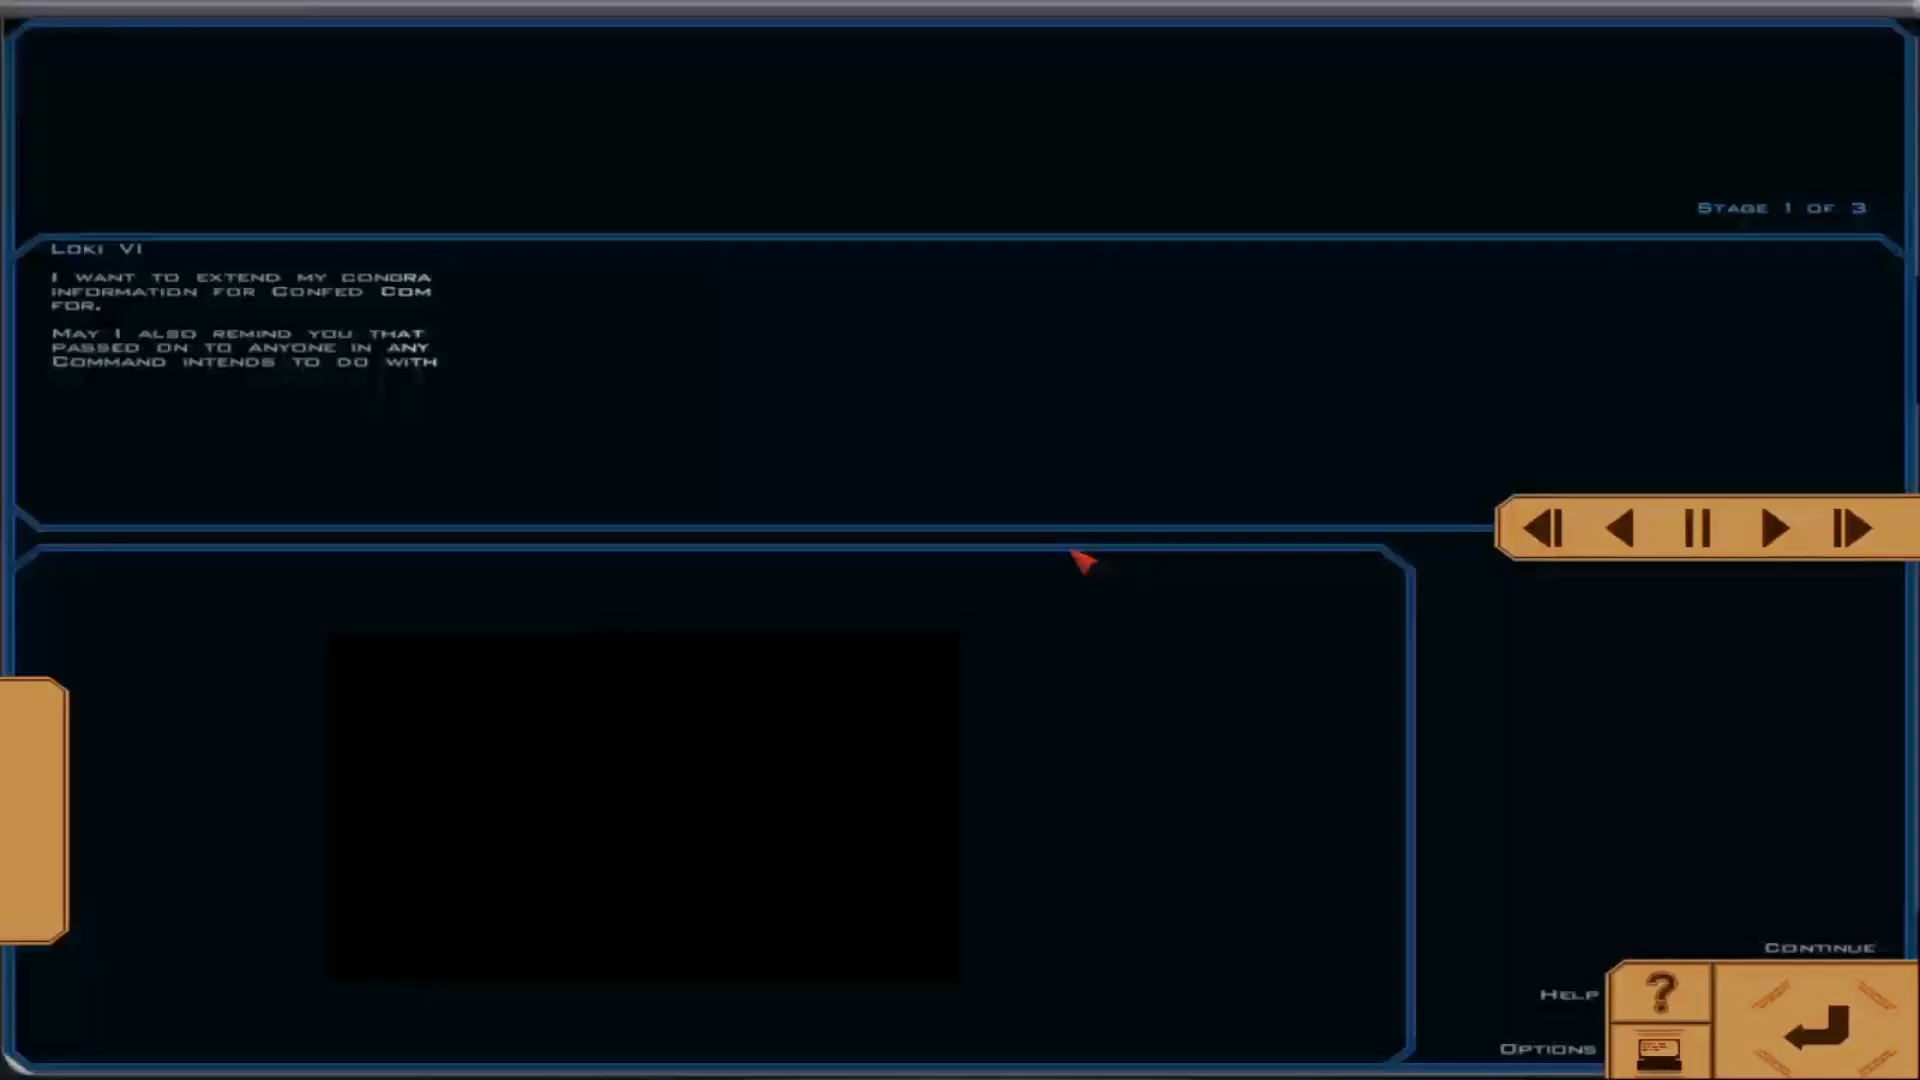 Stage 1 of 3
Loki VI
I want to extend my congra
information for Confed Com
for.
May I also remind you that
passed on to anyone in any
Command intends to do with
Continue
Help
?
Options